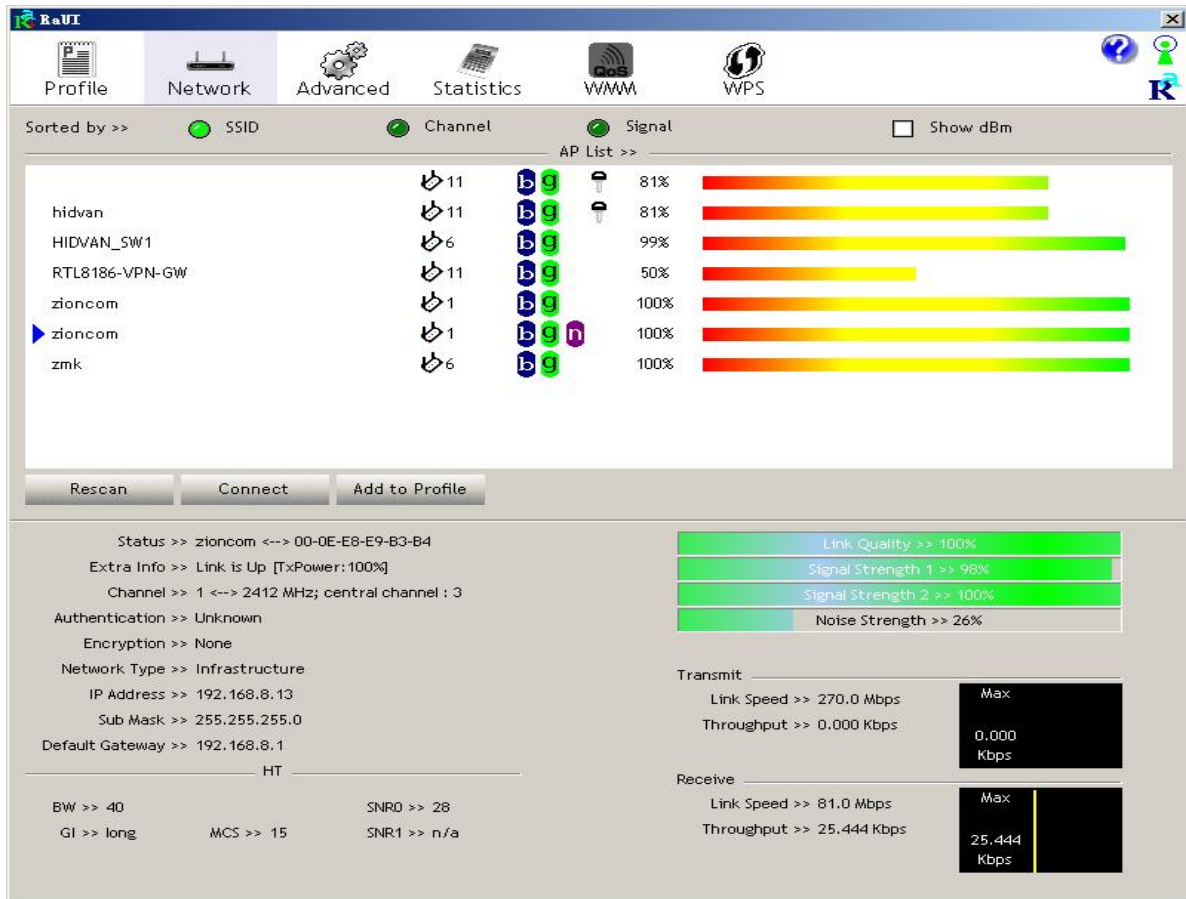 RaUI
Profile Network Advanced Statistics QoS WMM WPS
Sorted by >> SSID Channel Signal Show dBm
AP List >>
11 b g 81%
hidvan 11 b g 81%
HIDVAN_SW1 6 b g 99%
RTL8186-VPN-GW 11 b g 50%
zioncom 1 b g 100%
zioncom 1 b g n 100%
zmk 6 b g 100%
Rescan Connect Add to Profile
Status >> zioncom <--> 00-0E-E8-E9-B3-B4
Extra Info >> Link is Up [TxPower:100%]
Channel >> 1 <--> 2412 MHz; central channel : 3
Authentication >> Unknown
Encryption >> None
Network Type >> Infrastructure
IP Address >> 192.168.8.13
Sub Mask >> 255.255.255.0
Default Gateway >> 192.168.8.1
HT
BW >> 40 SNR0 >> 28
GI >> long MCS >> 15 SNR1 >> n/a
Link Quality >> 100%
Signal Strength 1 >> 98%
Signal Strength 2 >> 100%
Noise Strength >> 26%
Transmit
Link Speed >> 270.0 Mbps
Throughput >> 0.000 Kbps
Max
0.000
Kbps
Receive
Link Speed >> 81.0 Mbps
Throughput >> 25.444 Kbps
Max
25.444
Kbps